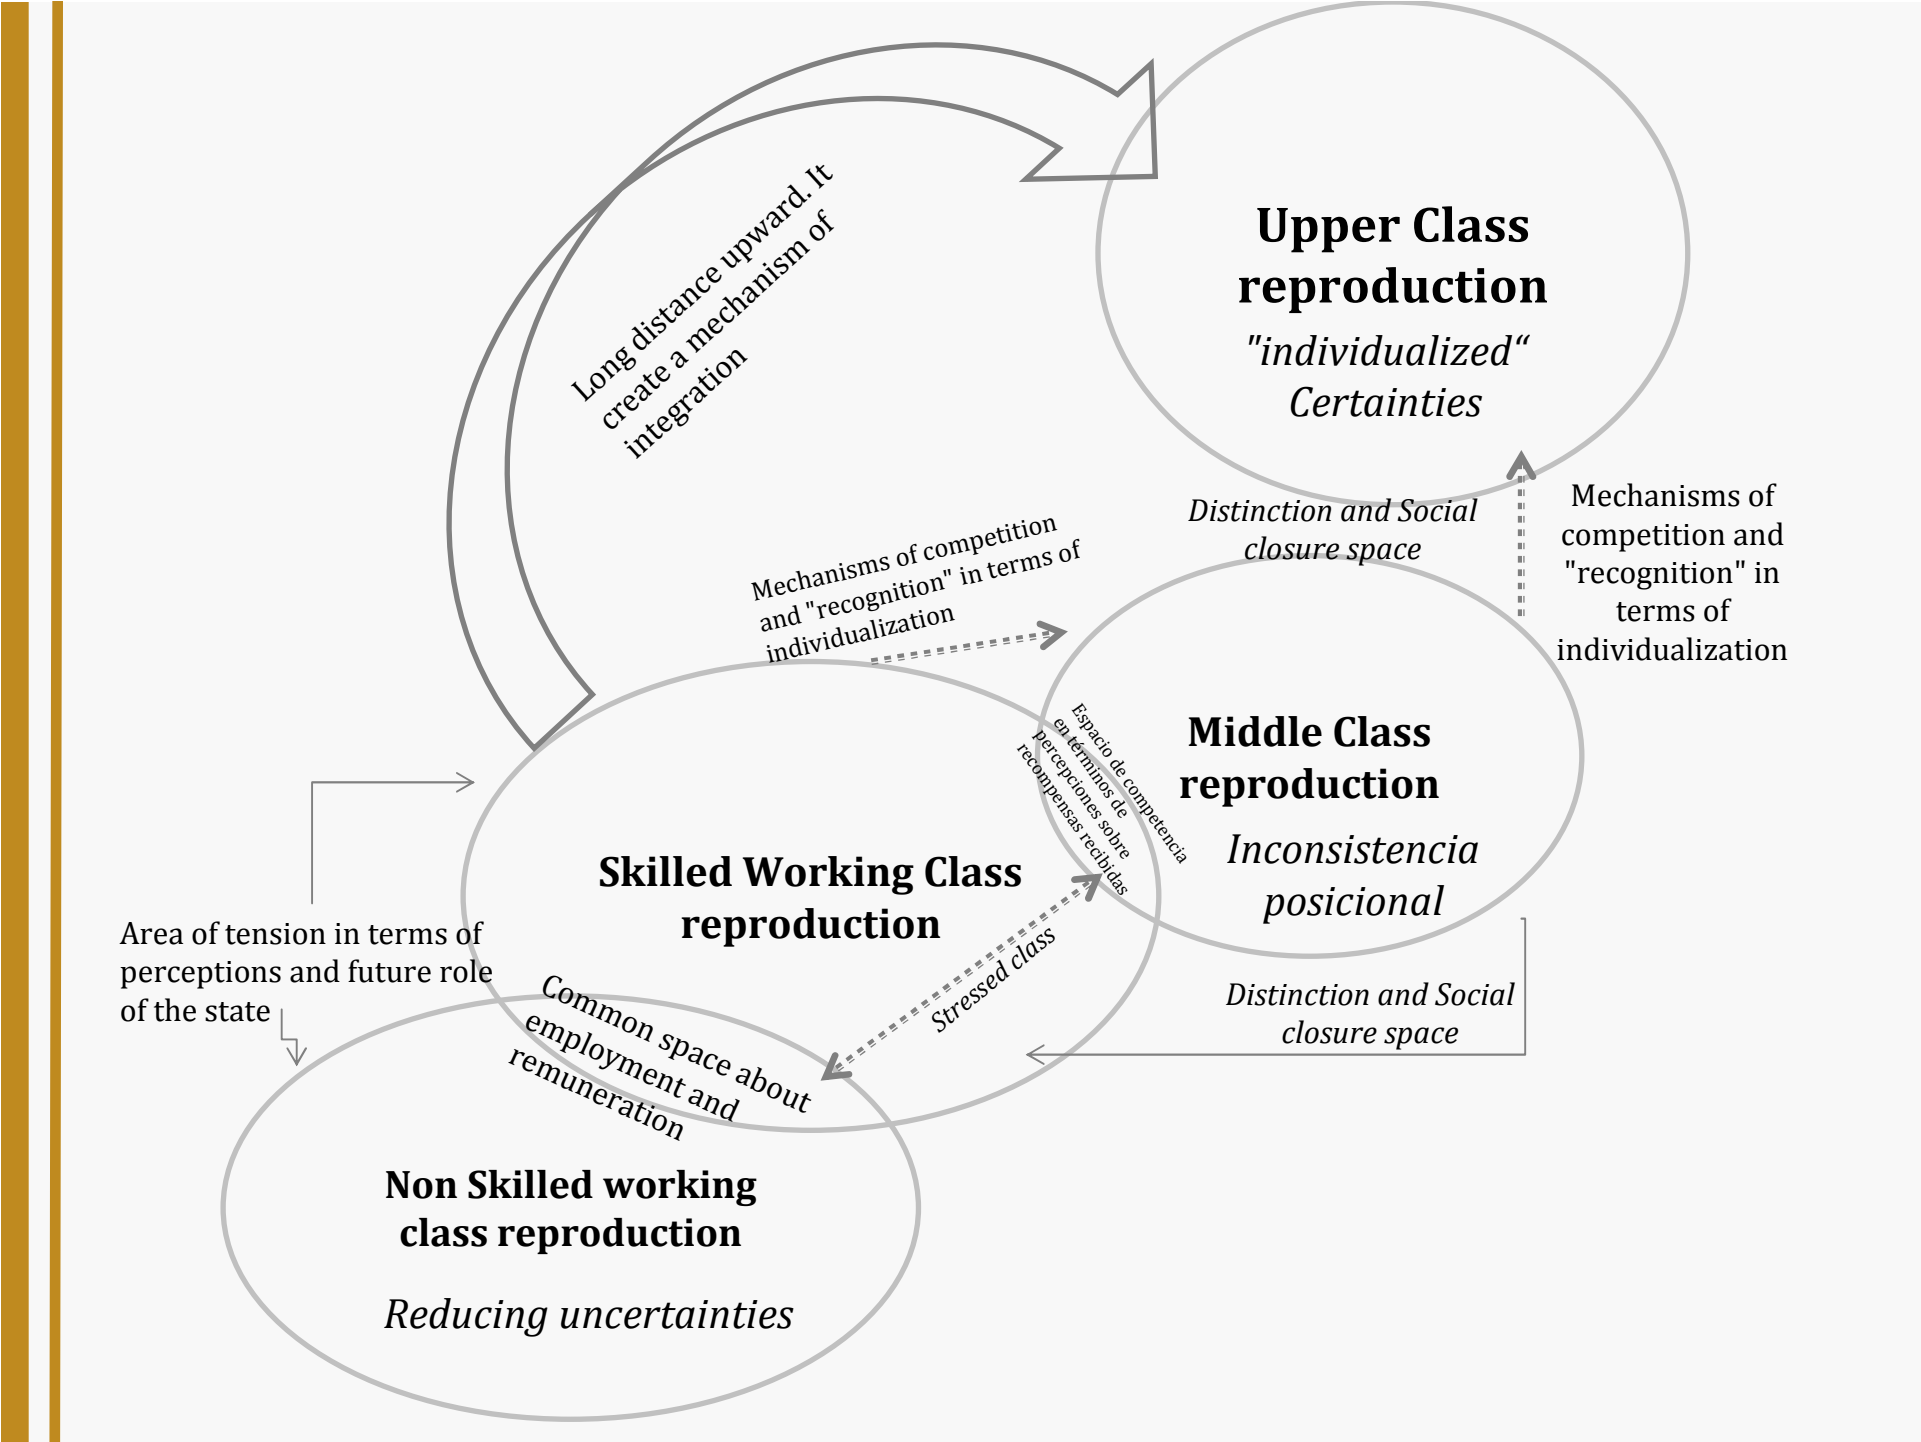 Long distance upward. It
create a mechanism of
integration
Upper Class
reproduction
"individualized“
Certainties
Mechanisms of competition
and "recognition" in terms of
individualization
Distinction and Social
closure space
Mechanisms of
competition and
"recognition" in
terms of
individualization
Espacio de competencia
en términos de
percepciones sobre
recompensas recibidas
Middle Class
reproduction
Inconsistencia
posicional
Skilled Working Class
reproduction
Area of tension in terms of
perceptions and future role
of the state
Stressed class
Distinction and Social
closure space
Common space about
employment and
remuneration
Non Skilled working
class reproduction
Reducing uncertainties